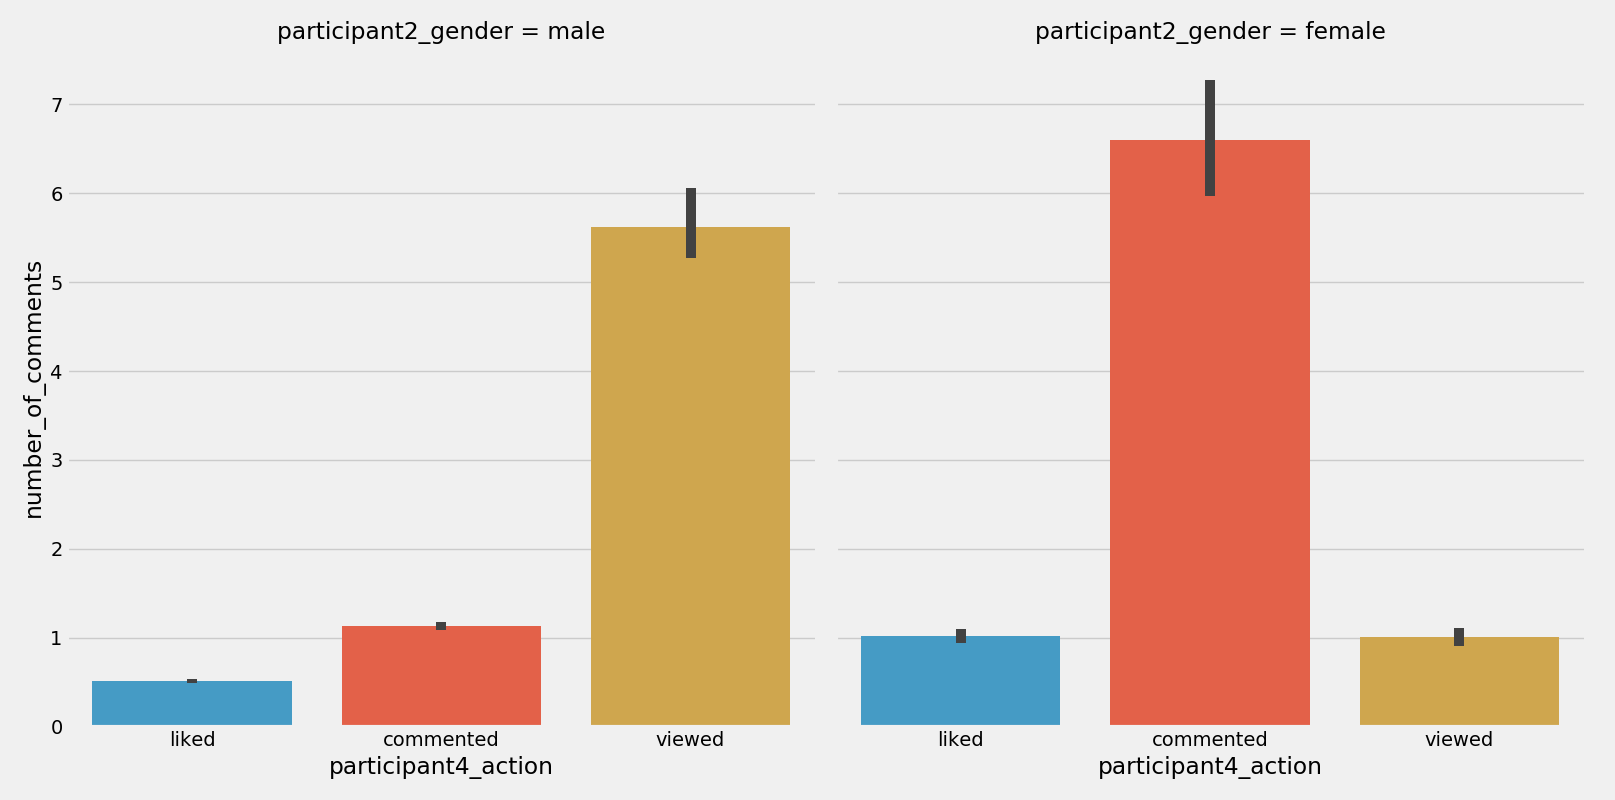 participant2_gender = male
participant2_gender = female
number_of_comments
7
6
5
4
3
2
1
0
liked commented viewed
liked commented viewed
participant4_action
participant4_action